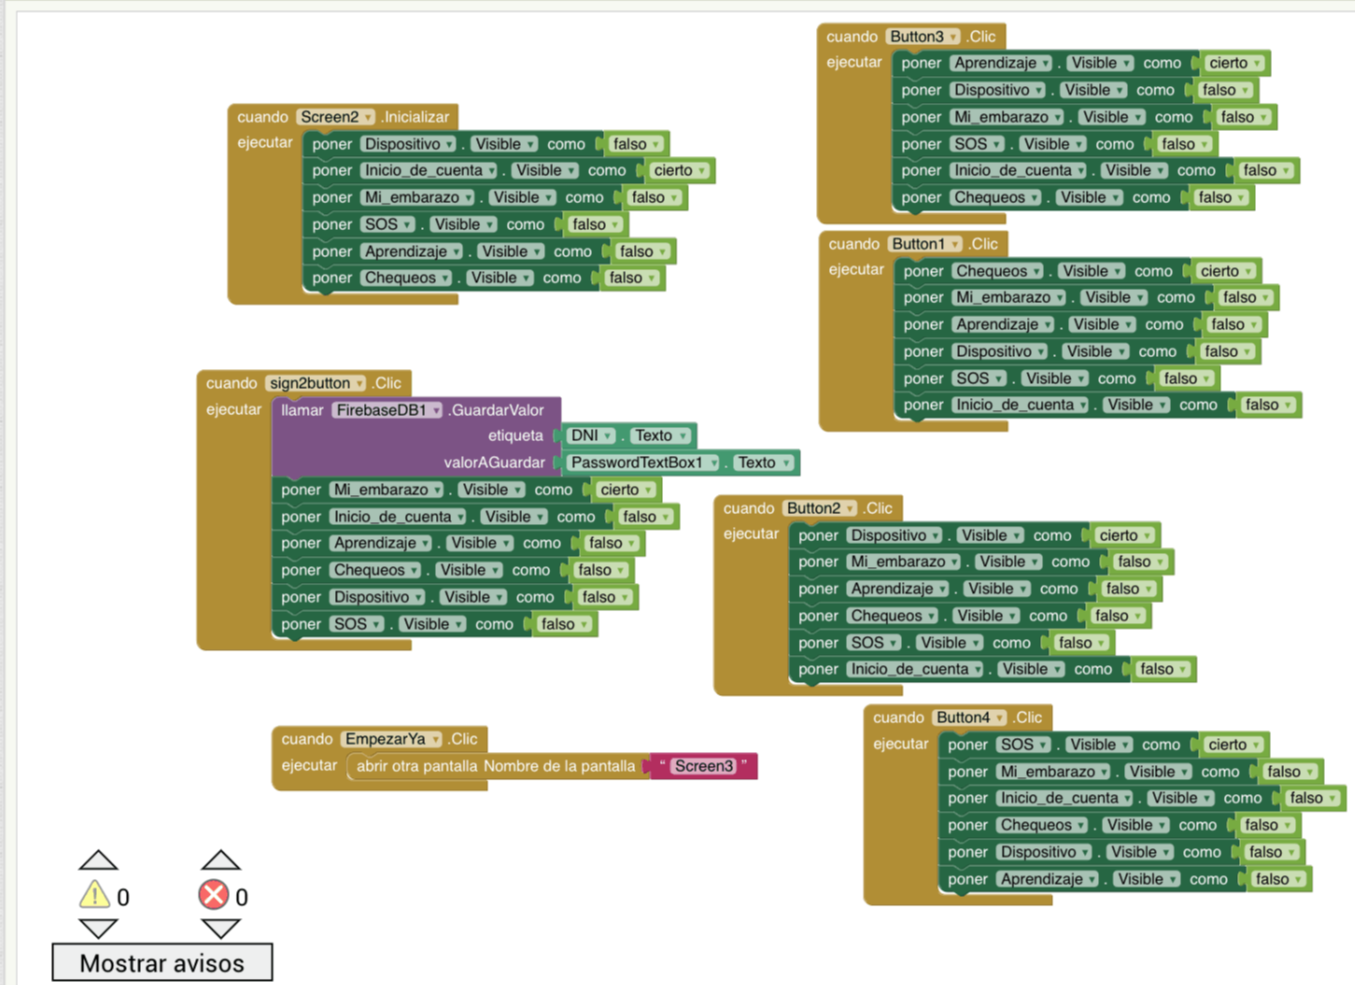 cuando Screen2 .Inicializar
ejecutar poner Dispositivo . Visible como falso
poner Inicio_de_cuenta . Visible como cierto
poner Mi_embarazo . Visible como falso
poner SOS . Visible como falso
poner Aprendizaje . Visible como falso
poner Chequeos . Visible como falso
cuando Button3 .Clic
ejecutar poner Aprendizaje . Visible como cierto
poner Dispositivo . Visible como falso
poner Mi_embarazo . Visible como falso
poner SOS . Visible como falso
poner Inicio_de_cuenta . Visible como falso
poner Chequeos . Visible como falso
cuando Button1 .Clic
ejecutar poner Chequeos . Visible como cierto
poner Mi_embarazo . Visible como falso
poner Aprendizaje . Visible como falso
poner Dispositivo . Visible como falso
poner SOS . Visible como falso
poner Inicio_de_cuenta . Visible como falso
cuando sign2button .Clic
ejecutar llamar FirebaseDB1 .GuardarValor
etiqueta DNI . Texto
valorAGuardar PasswordTextBox1 . Texto
poner Mi_embarazo . Visible como cierto
poner Inicio_de_cuenta . Visible como falso
poner Aprendizaje . Visible como falso
poner Chequeos . Visible como falso
poner Dispositivo . Visible como falso
poner SOS . Visible como falso
cuando Button2 .Clic
ejecutar poner Dispositivo . Visible como cierto
poner Mi_embarazo . Visible como falso
poner Aprendizaje . Visible como falso
poner Chequeos . Visible como falso
poner SOS . Visible como falso
poner Inicio_de_cuenta . Visible como falso
cuando EmpezarYa .Clic
ejecutar abrir otra pantalla Nombre de la pantalla " Screen3 "
cuando Button4 .Clic
ejecutar poner SOS . Visible como cierto
poner Mi_embarazo . Visible como falso
poner Inicio_de_cuenta . Visible como falso
poner Chequeos . Visible como falso
poner Dispositivo . Visible como falso
poner Aprendizaje . Visible como falso
0 0
Mostrar avisos